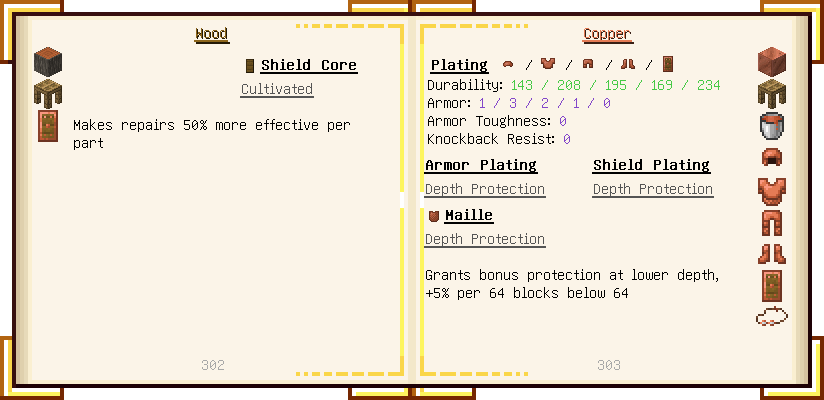 Wood
Shield Core
Cultivated
Makes repairs 50% more effective per
part
302
Copper
Plating / / / /
Durability: 143 / 208 / 195 / 169 / 234
Armor: 1 / 3 / 2 / 1 / 0
Armor Toughness: 0
Knockback Resist: 0
Armor Plating Shield Plating
Depth Protection Depth Protection
Maille
Depth Protection
Grants bonus protection at lower depth,
+5% per 64 blocks below 64
303